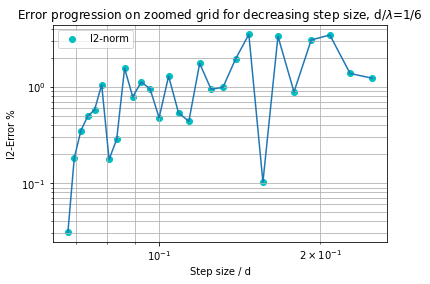 Error progression on zoomed grid for decreasing step size, d/λ=1/6
l2-norm
l2-Error %
10⁰
10⁻¹
10⁻¹
2 × 10⁻¹
Step size / d